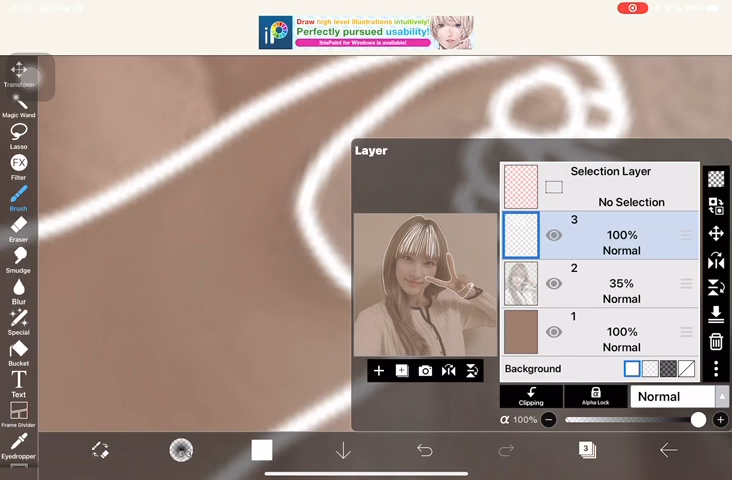 Draw high level illustrations intuitively!
Perfectly pursued usability!
ibisPaint for Windows is available!
Transform
Magic Wand
Lasso
FX
Filter
Brush
Eraser
Smudge
Blur
Special
Bucket
T
Text
Frame Divider
Eyedropper
Layer
Selection Layer
No Selection
3
100%
Normal
2
35%
Normal
1
100%
Normal
Background
Clipping
Alpha Lock
Normal
α 100%
3